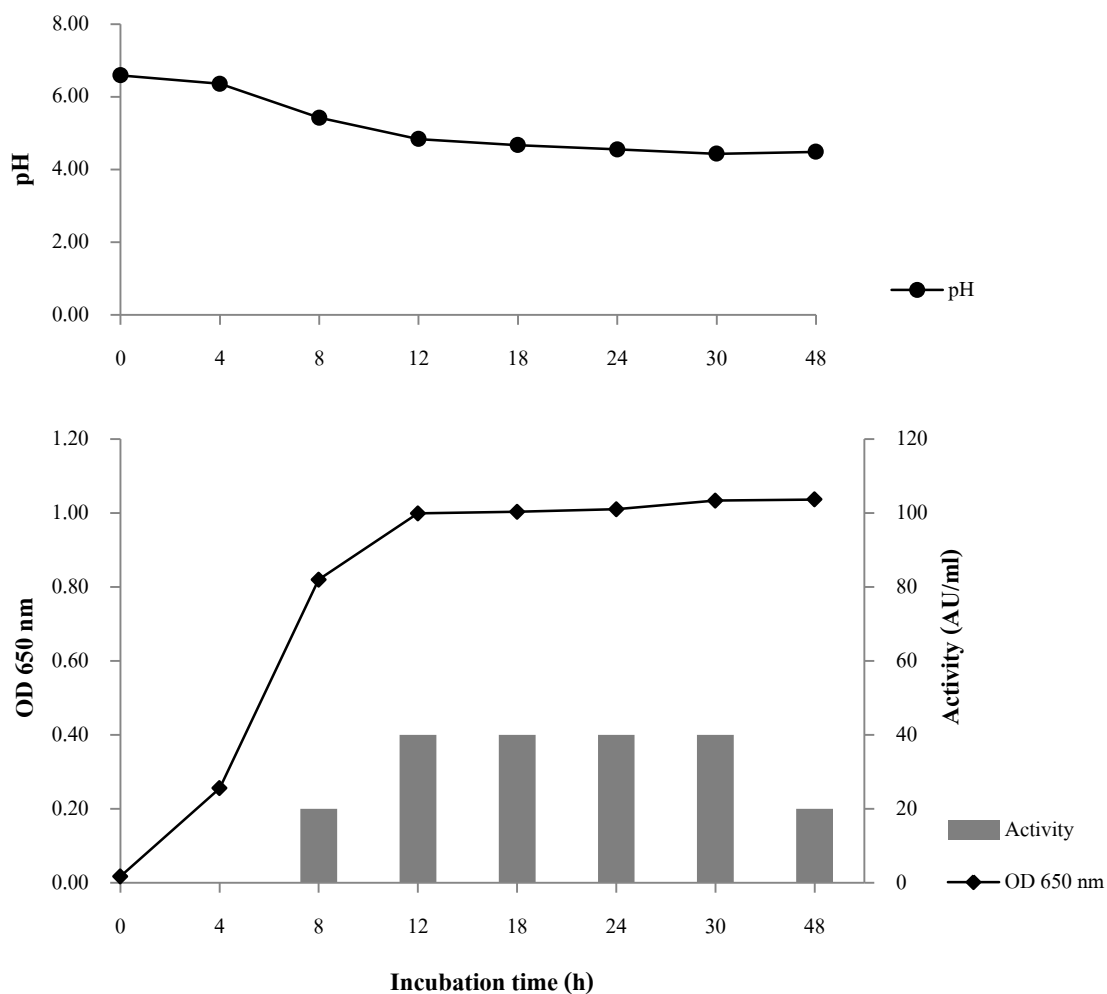 8.00
6.00
4.00
2.00
0.00
pH
0 4 8 12 18 24 30 48
pH
1.20
1.00
0.80
0.60
0.40
0.20
0.00
OD 650 nm
120
100
80
60
40
20
0
Activity (AU/ml)
Activity
OD 650 nm
0 4 8 12 18 24 30 48
Incubation time (h)